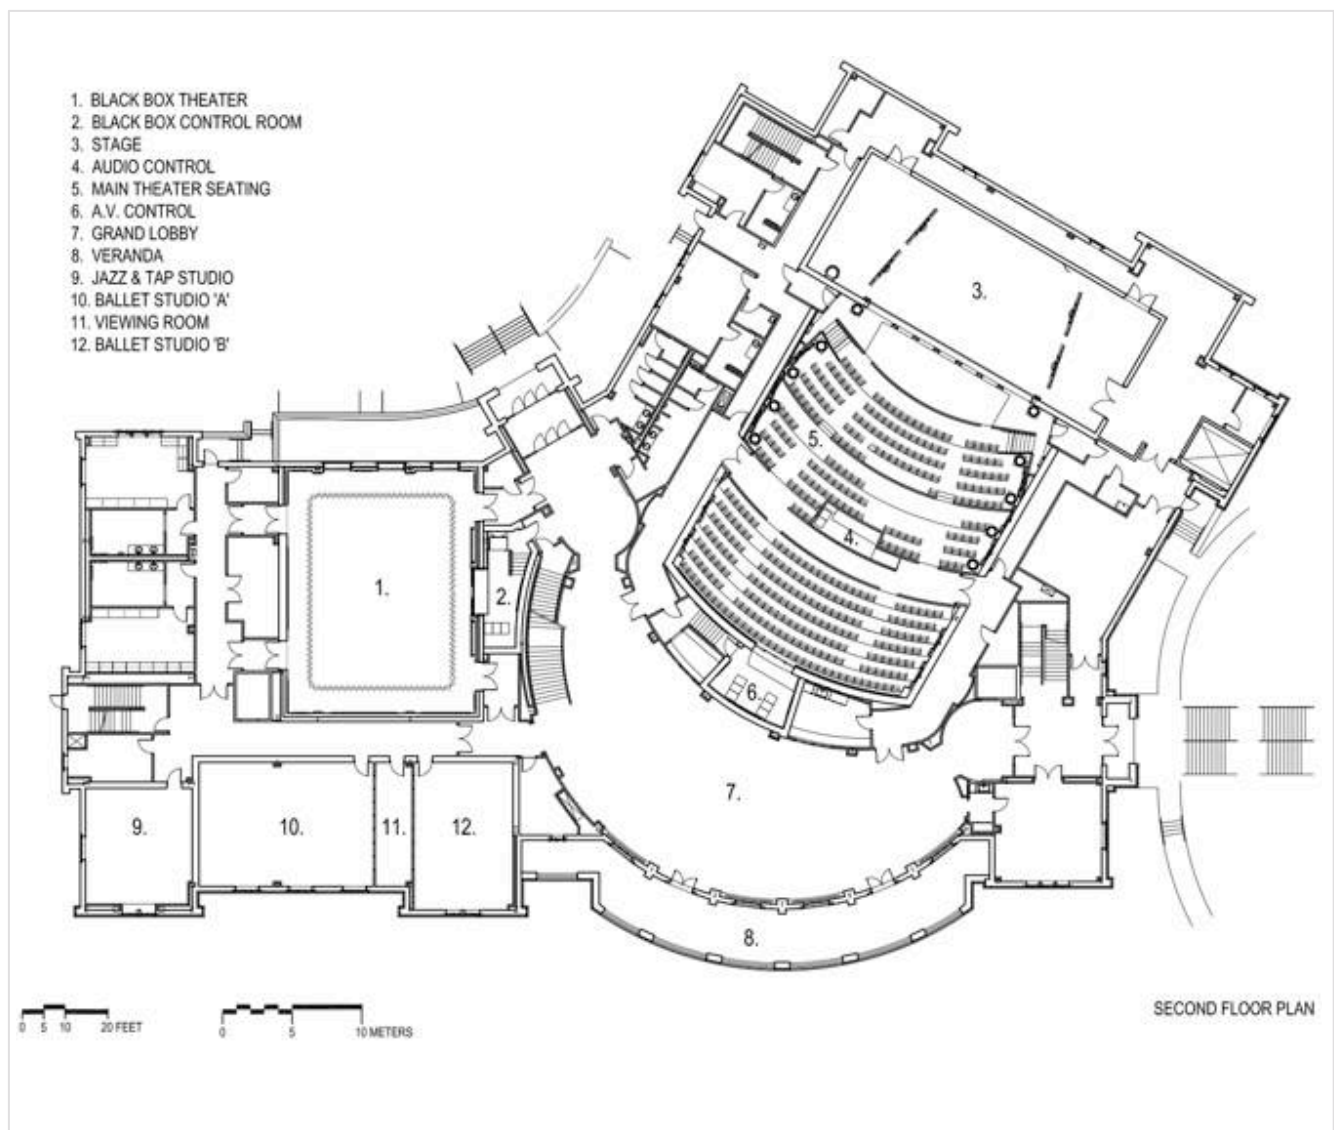 1. BLACK BOX THEATER
2. BLACK BOX CONTROL ROOM
3. STAGE
4. AUDIO CONTROL
5. MAIN THEATER SEATING
6. A.V. CONTROL
7. GRAND LOBBY
8. VERANDA
9. JAZZ & TAP STUDIO
10. BALLET STUDIO 'A'
11. VIEWING ROOM
12. BALLET STUDIO 'B'
3.
5.
4.
1.
2.
6.
7.
9.
10.
11.
12.
8.
SECOND FLOOR PLAN
0 5 10 20 FEET
0 5 10 METERS